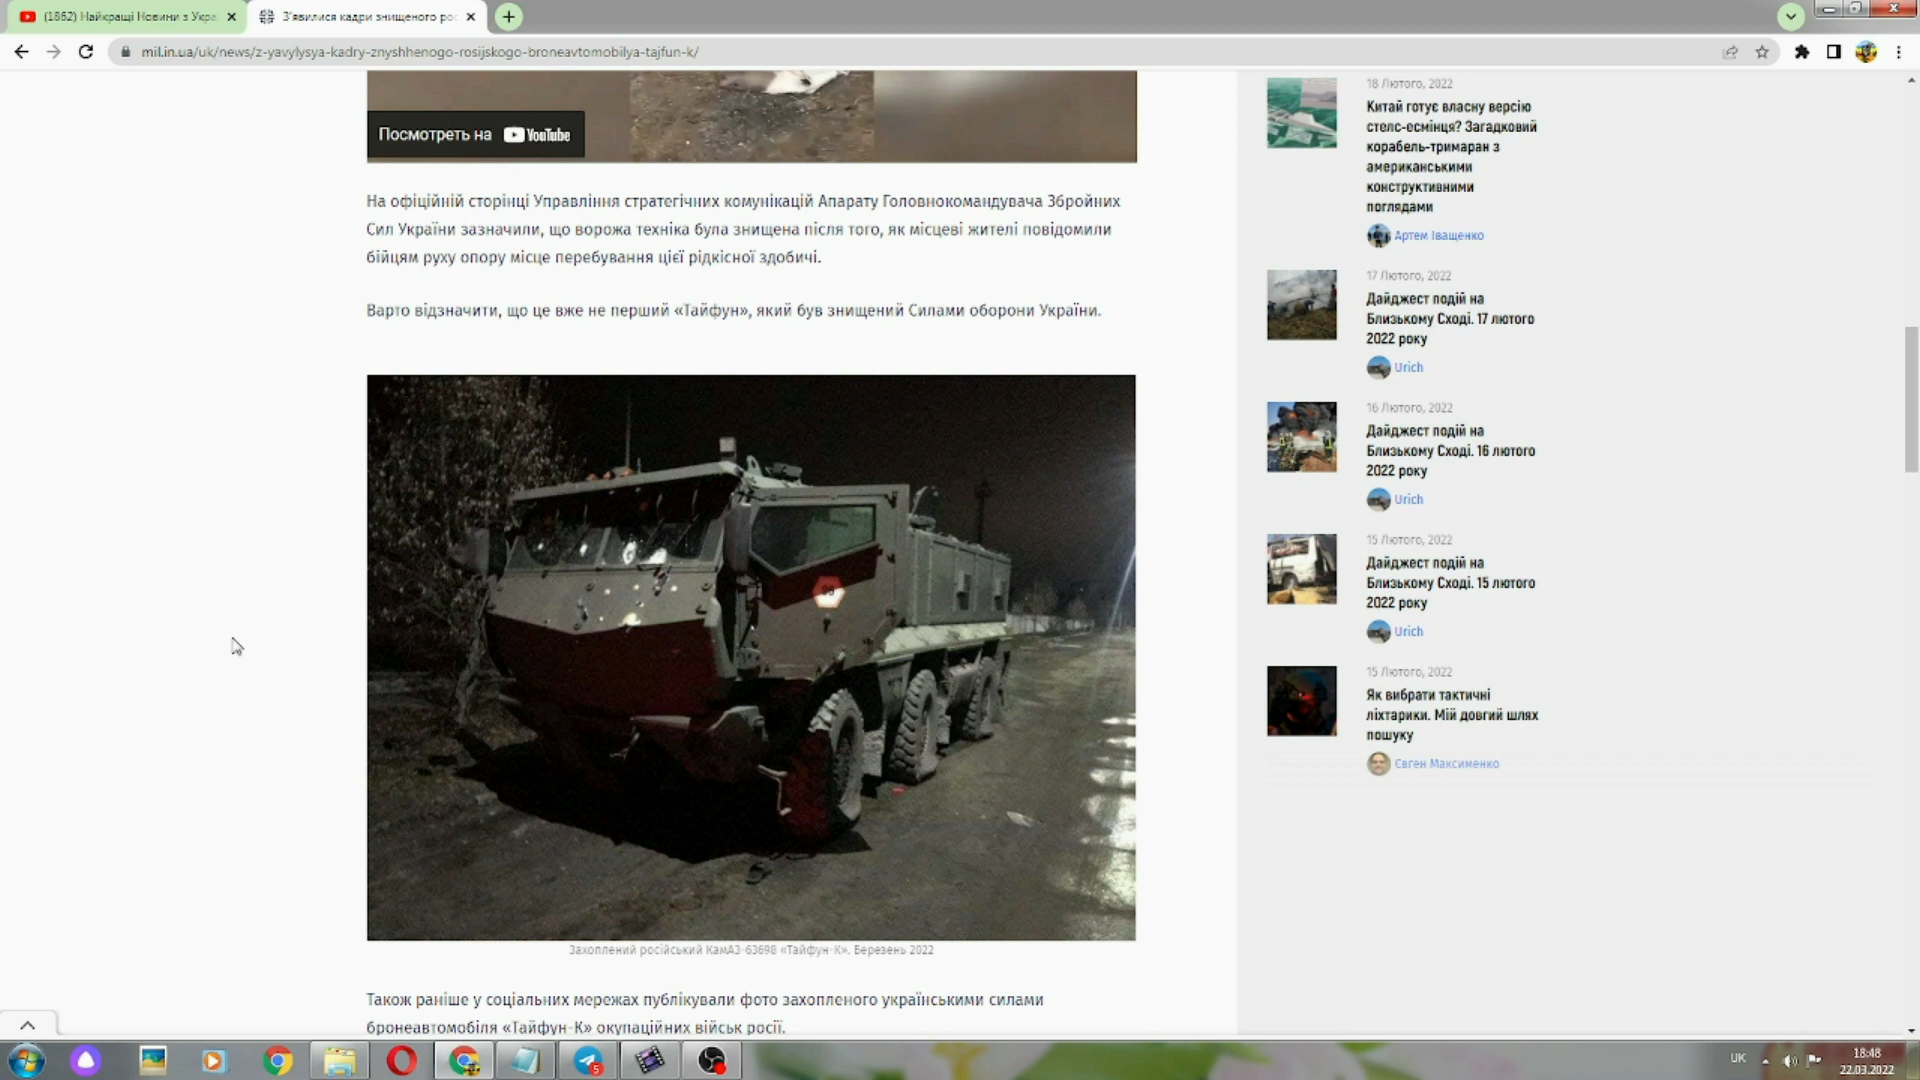 (1862) Найкращі Новини з Укра
З'явилися кадри знищеного рос
mil.in.ua/uk/news/z-yavylysya-kadry-znyshhenogo-rosijskogo-broneavtomobilya-tajfun-k/
Посмотреть на YouTube
На офіційній сторінці Управління стратегічних комунікацій Апарату Головнокомандувача Збройних
Сил України зазначили, що ворожа техніка була знищена після того, як місцеві жителі повідомили
бійцям руху опору місце перебування цієї рідкісної здобичі.
Варто відзначити, що це вже не перший «Тайфун», який був знищений Силами оборони України.
Захоплений російський КамАЗ-63698 «Тайфун-К». Березень 2022
Також раніше у соціальних мережах публікували фото захопленого українськими силами
бронеавтомобіля «Тайфун-К» окупаційних військ росії.
18 Лютого, 2022
Китай готує власну версію
стелс-есмінця? Загадковий
корабель-тримаран з
американськими
конструктивними
поглядами
Артем Іващенко
17 Лютого, 2022
Дайджест подій на
Близькому Сході. 17 лютого
2022 року
Urich
16 Лютого, 2022
Дайджест подій на
Близькому Сході. 16 лютого
2022 року
Urich
15 Лютого, 2022
Дайджест подій на
Близькому Сході. 15 лютого
2022 року
Urich
15 Лютого, 2022
Як вибрати тактичні
ліхтарики. Мій довгий шлях
пошуку
Євген Максименко
5
UK
18:48
22.03.2022